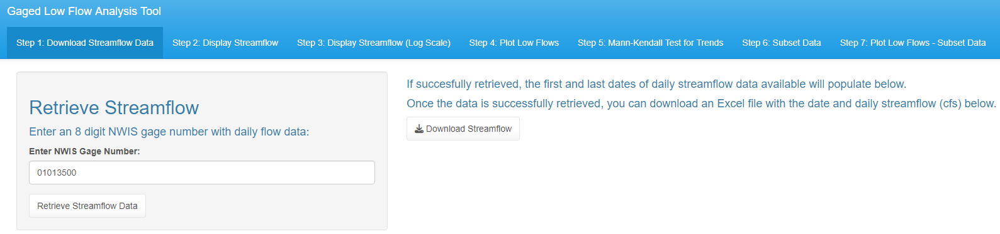 Gaged Low Flow Analysis Tool
Step 1: Download Streamflow Data Step 2: Display Streamflow Step 3: Display Streamflow (Log Scale) Step 4: Plot Low Flows Step 5: Mann-Kendall Test for Trends Step 6: Subset Data Step 7: Plot Low Flows - Subset Data
Retrieve Streamflow
Enter an 8 digit NWIS gage number with daily flow data:
Enter NWIS Gage Number:
01013500
Retrieve Streamflow Data
If succesfully retrieved, the first and last dates of daily streamflow data available will populate below.
Once the data is successfully retrieved, you can download an Excel file with the date and daily streamflow (cfs) below.
Download Streamflow